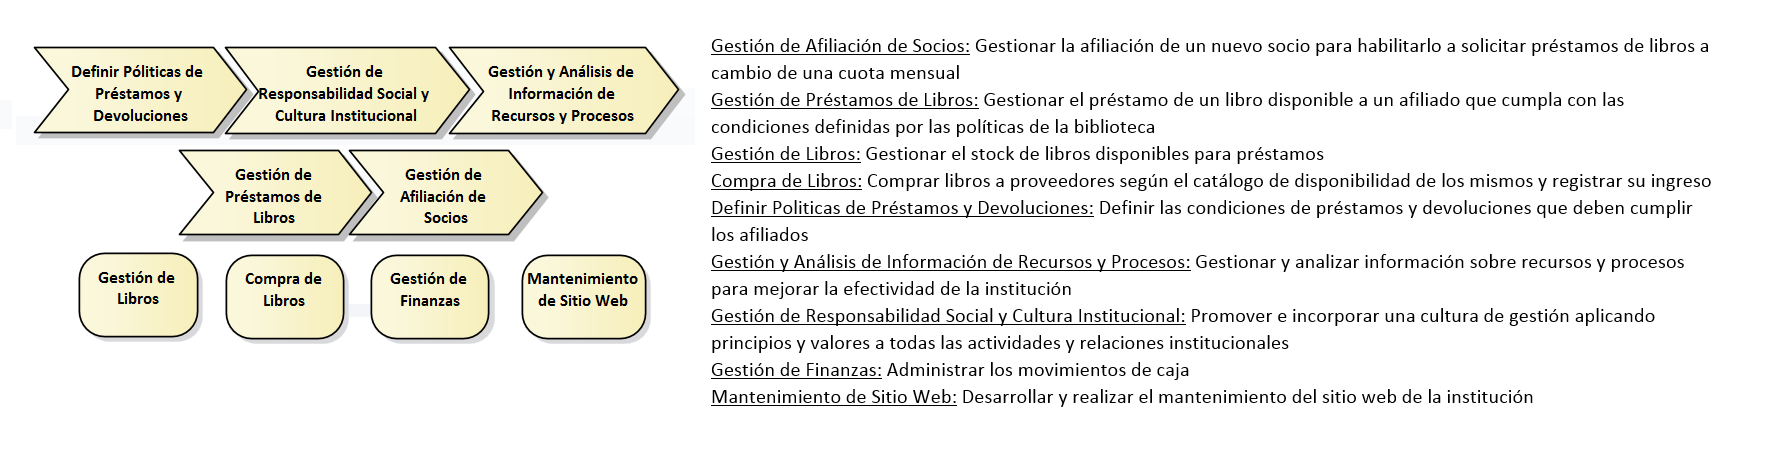 Definir Póliticas de
Préstamos y
Devoluciones
Gestión de
Responsabilidad Social y
Cultura Institucional
Gestión y Análisis de
Información de
Recursos y Procesos
Gestión de
Préstamos de
Libros
Gestión de
Afiliación de
Socios
Gestión de
Libros
Compra de
Libros
Gestión de
Finanzas
Mantenimiento
de Sitio Web
Gestión de Afiliación de Socios: Gestionar la afiliación de un nuevo socio para habilitarlo a solicitar préstamos de libros a
cambio de una cuota mensual
Gestión de Préstamos de Libros: Gestionar el préstamo de un libro disponible a un afiliado que cumpla con las
condiciones definidas por las políticas de la biblioteca
Gestión de Libros: Gestionar el stock de libros disponibles para préstamos
Compra de Libros: Comprar libros a proveedores según el catálogo de disponibilidad de los mismos y registrar su ingreso
Definir Politicas de Préstamos y Devoluciones: Definir las condiciones de préstamos y devoluciones que deben cumplir
los afiliados
Gestión y Análisis de Información de Recursos y Procesos: Gestionar y analizar información sobre recursos y procesos
para mejorar la efectividad de la institución
Gestión de Responsabilidad Social y Cultura Institucional: Promover e incorporar una cultura de gestión aplicando
principios y valores a todas las actividades y relaciones institucionales
Gestión de Finanzas: Administrar los movimientos de caja
Mantenimiento de Sitio Web: Desarrollar y realizar el mantenimiento del sitio web de la institución